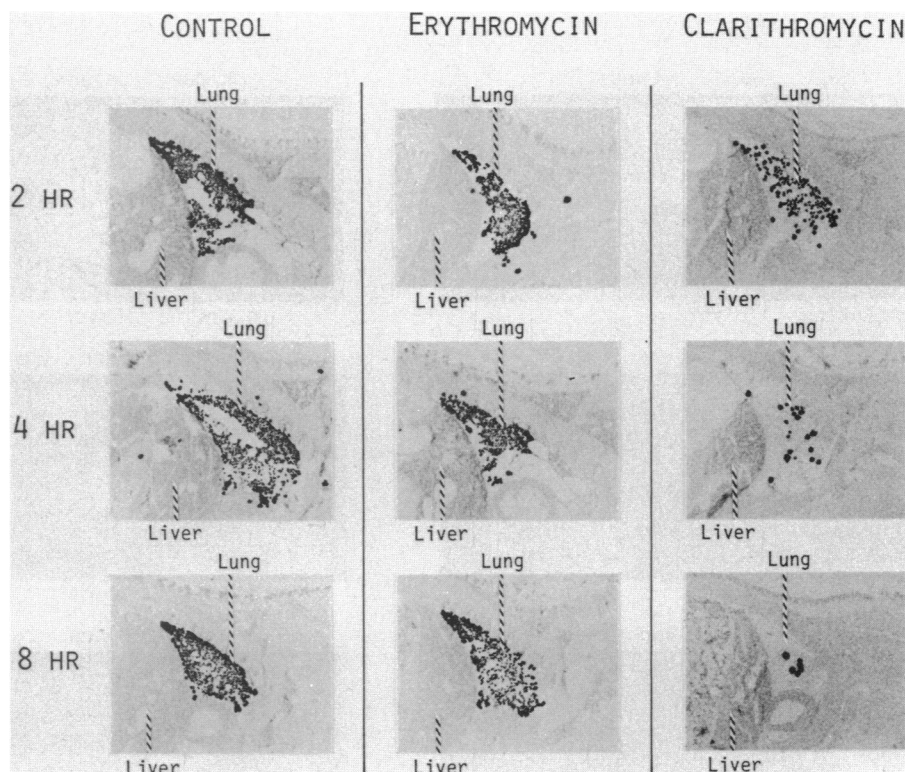 CONTROL ERYTHROMYCIN CLARITHROMYCIN
Lung Lung Lung
2 HR
Liver Liver Liver
Lung Lung Lung
4 HR
Liver Liver Liver
Lung Lung Lung
8 HR
Liver Liver Liver